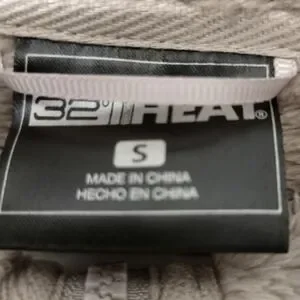 32° HEAT®
S
MADE IN CHINA
HECHO EN CHINA